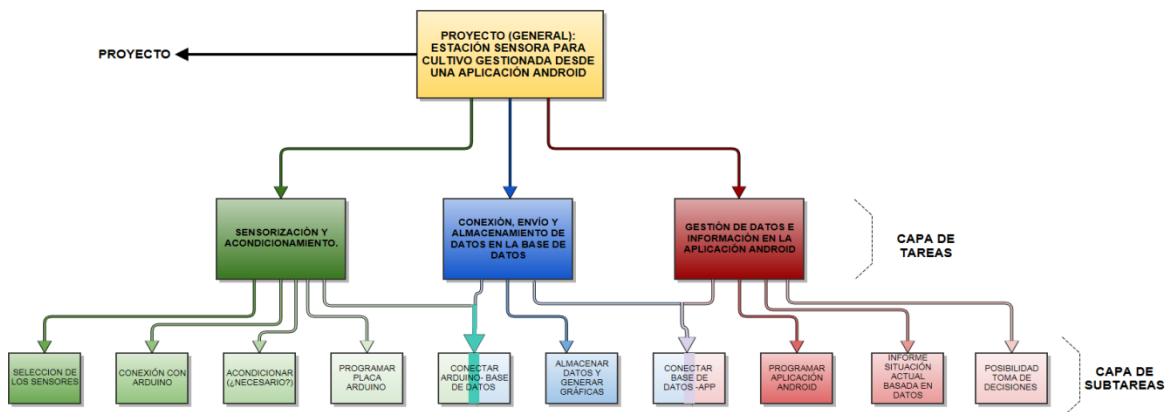 PROYECTO (GENERAL):
ESTACIÓN SENSORA PARA
CULTIVO GESTIONADA DESDE
UNA APLICACIÓN ANDROID
PROYECTO
SENSORIZACIÓN Y
ACONDICIONAMIENTO.
CONEXIÓN, ENVÍO Y
ALMACENAMIENTO DE
DATOS EN LA BASE DE
DATOS
GESTIÓN DE DATOS E
INFORMACIÓN EN LA
APLICACIÓN ANDROID
CAPA DE
TAREAS
SELECCION DE
LOS SENSORES
CONEXIÓN CON
ARDUINO
ACONDICIONAR
(¿NECESARIO?)
PROGRAMAR
PLACA
ARDUINO
CONECTAR
ARDUINO- BASE
DE DATOS
ALMACENAR
DATOS Y
GENERAR
GRÁFICAS
CONECTAR
BASE DE
DATOS -APP
PROGRAMAR
APLICACIÓN
ANDROID
INFORME
SITUACIÓN
ACTUAL
BASADA EN
DATOS
POSIBILIDAD
TOMA DE
DECISIONES
CAPA DE
SUBTAREAS